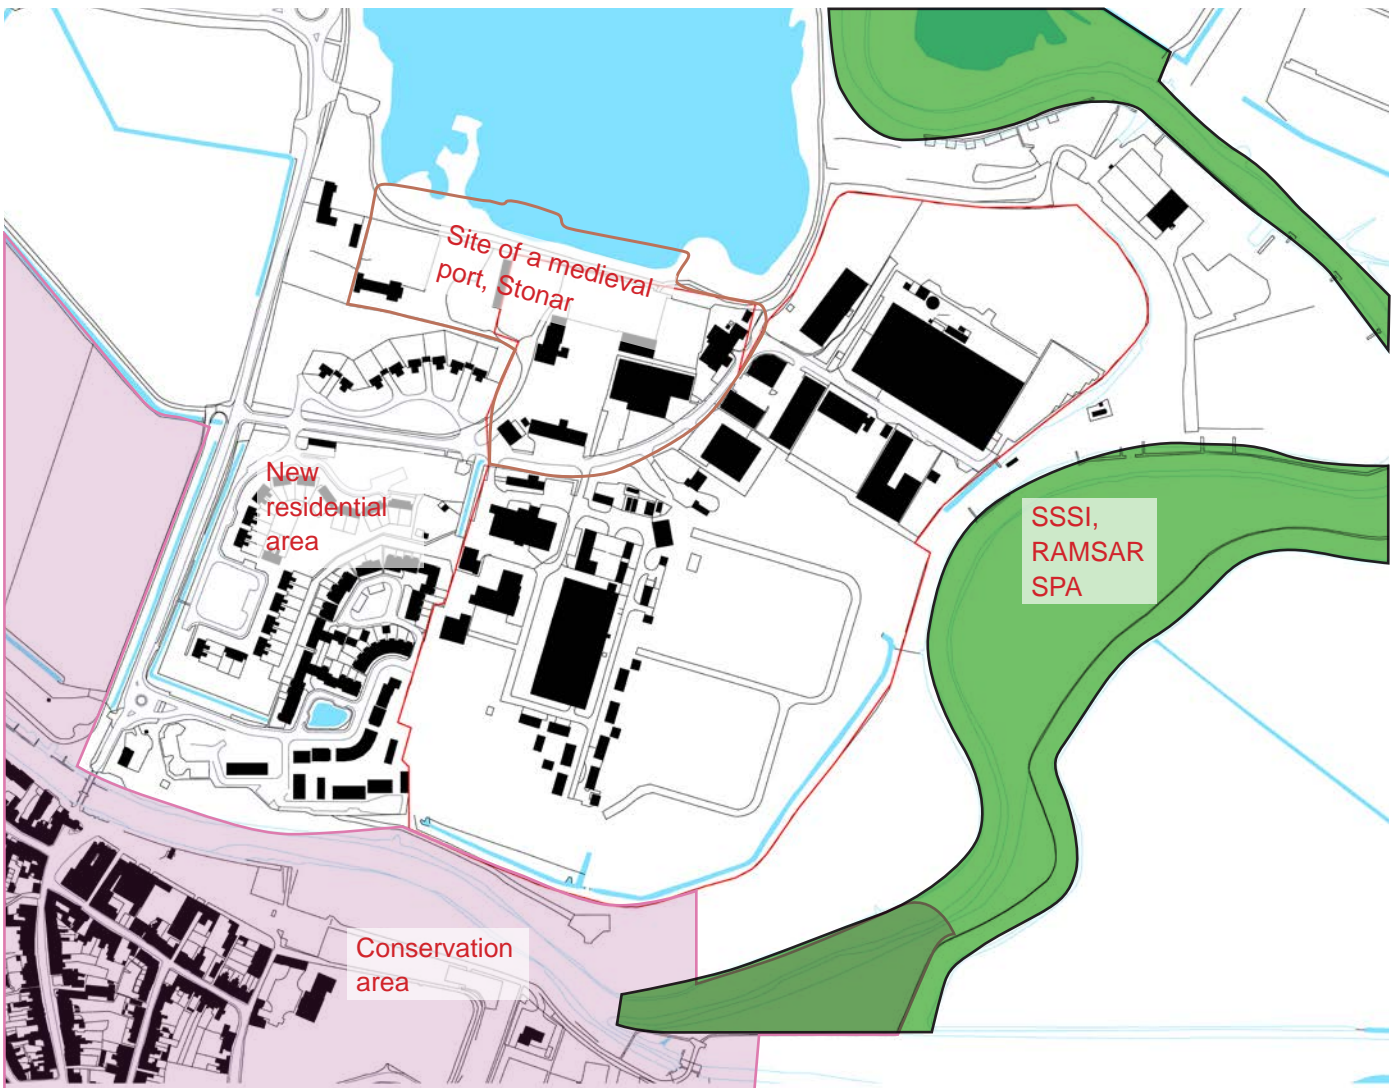 Site of a medieval
port, Stonar
New
residential
area
SSSI,
RAMSAR
SPA
Conservation
area